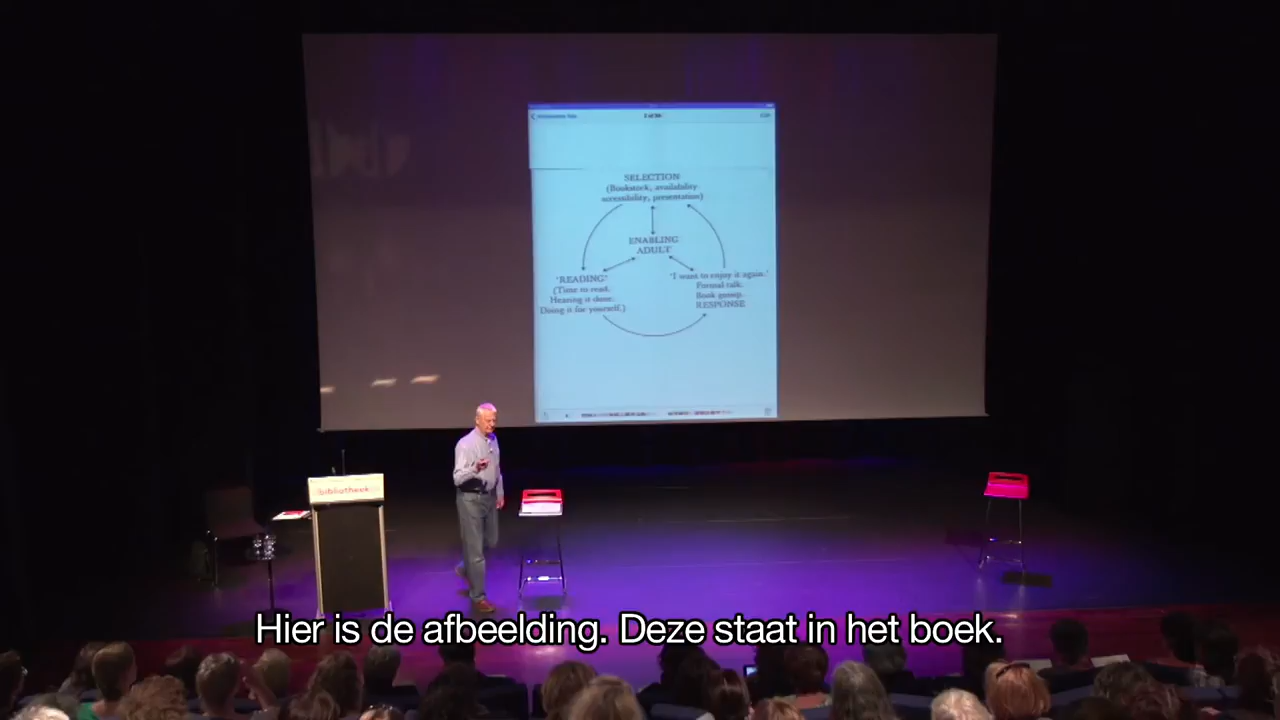 SELECTION
(Bookstock, availability
accessibility, presentation)
ENABLING
ADULT
"READING"
(Time to read.
Hearing it done.
Doing it for yourself.)
'I want to enjoy it again.'
Formal talk.
Book gossip.
RESPONSE
bibliotheek
Hier is de afbeelding. Deze staat in het boek.